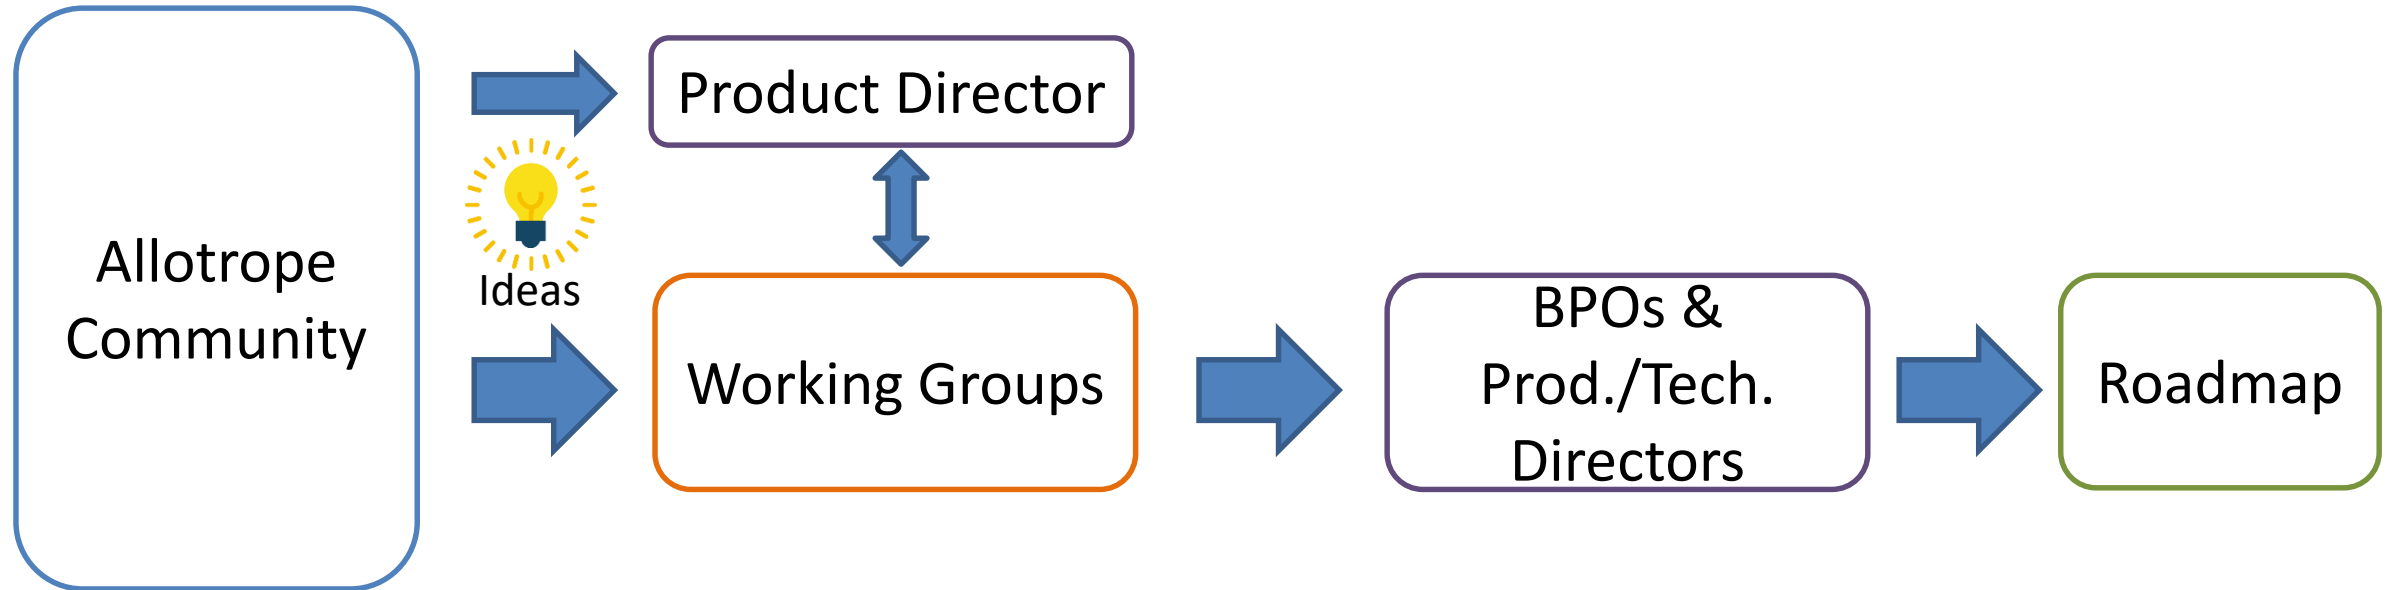 Allotrope
Community
Ideas
Product Director
Working Groups
BPOs &
Prod./Tech.
Directors
Roadmap